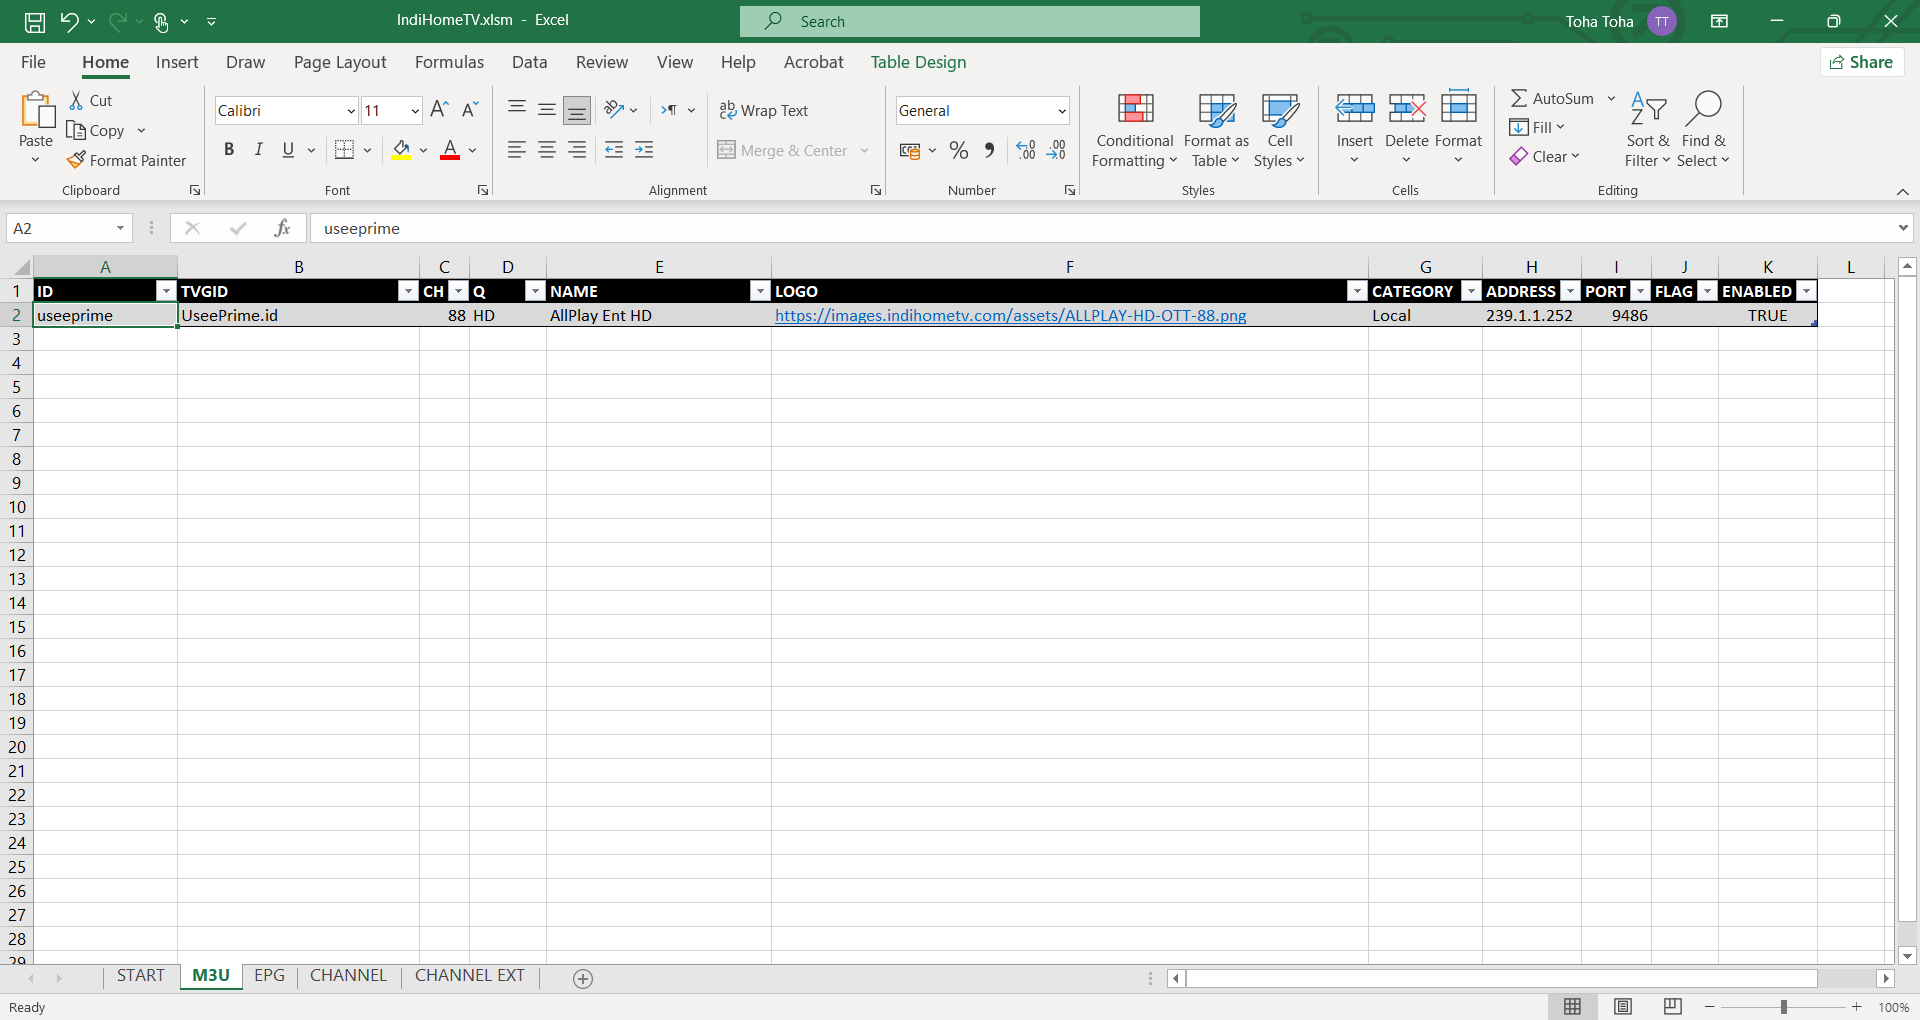 IndiHomeTV.xlsm - Excel
Search
Toha Toha TT
File Home Insert Draw Page Layout Formulas Data Review View Help Acrobat Table Design Share
Paste
Cut
Copy
Format Painter
Clipboard
Calibri 11
B I U
Font
Wrap Text
Merge & Center
Alignment
General
Number
Conditional Formatting
Format as Table
Cell Styles
Styles
Insert Delete Format
Cells
AutoSum
Fill
Clear
Sort & Filter
Find & Select
Editing
A2 fx useeprime
A B C D E F G H I J K L
1 ID TVGID CH Q NAME LOGO CATEGORY ADDRESS PORT FLAG ENABLED
2 useeprime UseePrime.id 88 HD AllPlay Ent HD https://images.indihometv.com/assets/ALLPLAY-HD-OTT-88.png Local 239.1.1.252 9486 TRUE
3
4
5
6
7
8
9
10
11
12
13
14
15
16
17
18
19
20
21
22
23
24
25
26
27
28
29
START M3U EPG CHANNEL CHANNEL EXT
Ready 100%